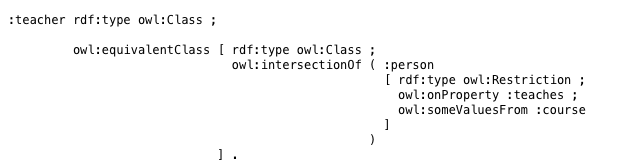 :teacher rdf:type owl:Class ;
owl:equivalentClass [ rdf:type owl:Class ;
owl:intersectionOf ( :person
[ rdf:type owl:Restriction ;
owl:onProperty :teaches ;
owl:someValuesFrom :course
]
)
] .